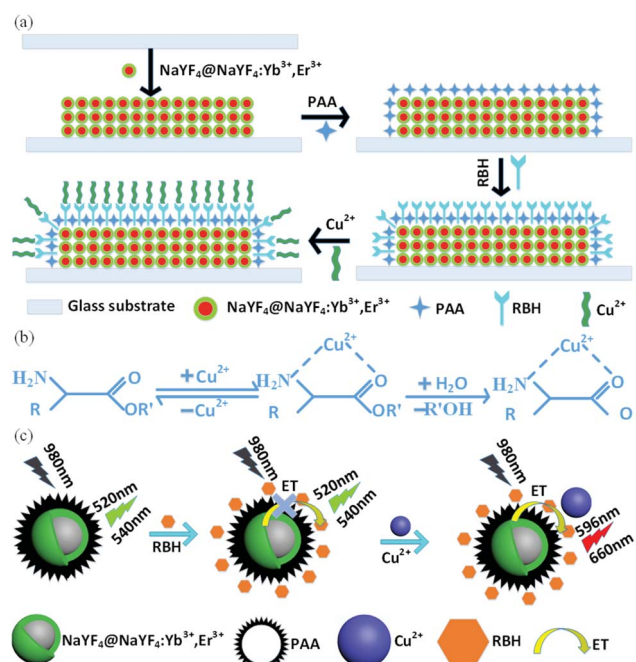 (a)
NaYF₄@NaYF₄:Yb³⁺,Er³⁺
PAA
RBH
Cu²⁺
Glass substrate
NaYF₄@NaYF₄:Yb³⁺,Er³⁺
PAA
RBH
Cu²⁺
(b)
H₂N
O
OR'
R
+Cu²⁺
−Cu²⁺
Cu²⁺
H₂N
O
OR'
R
+H₂O
−R'OH
Cu²⁺
H₂N
O
O
R
(c)
980nm
520nm
540nm
RBH
980nm
ET
520nm
540nm
Cu²⁺
980nm
ET
596nm
660nm
NaYF₄@NaYF₄:Yb³⁺,Er³⁺
PAA
Cu²⁺
RBH
ET